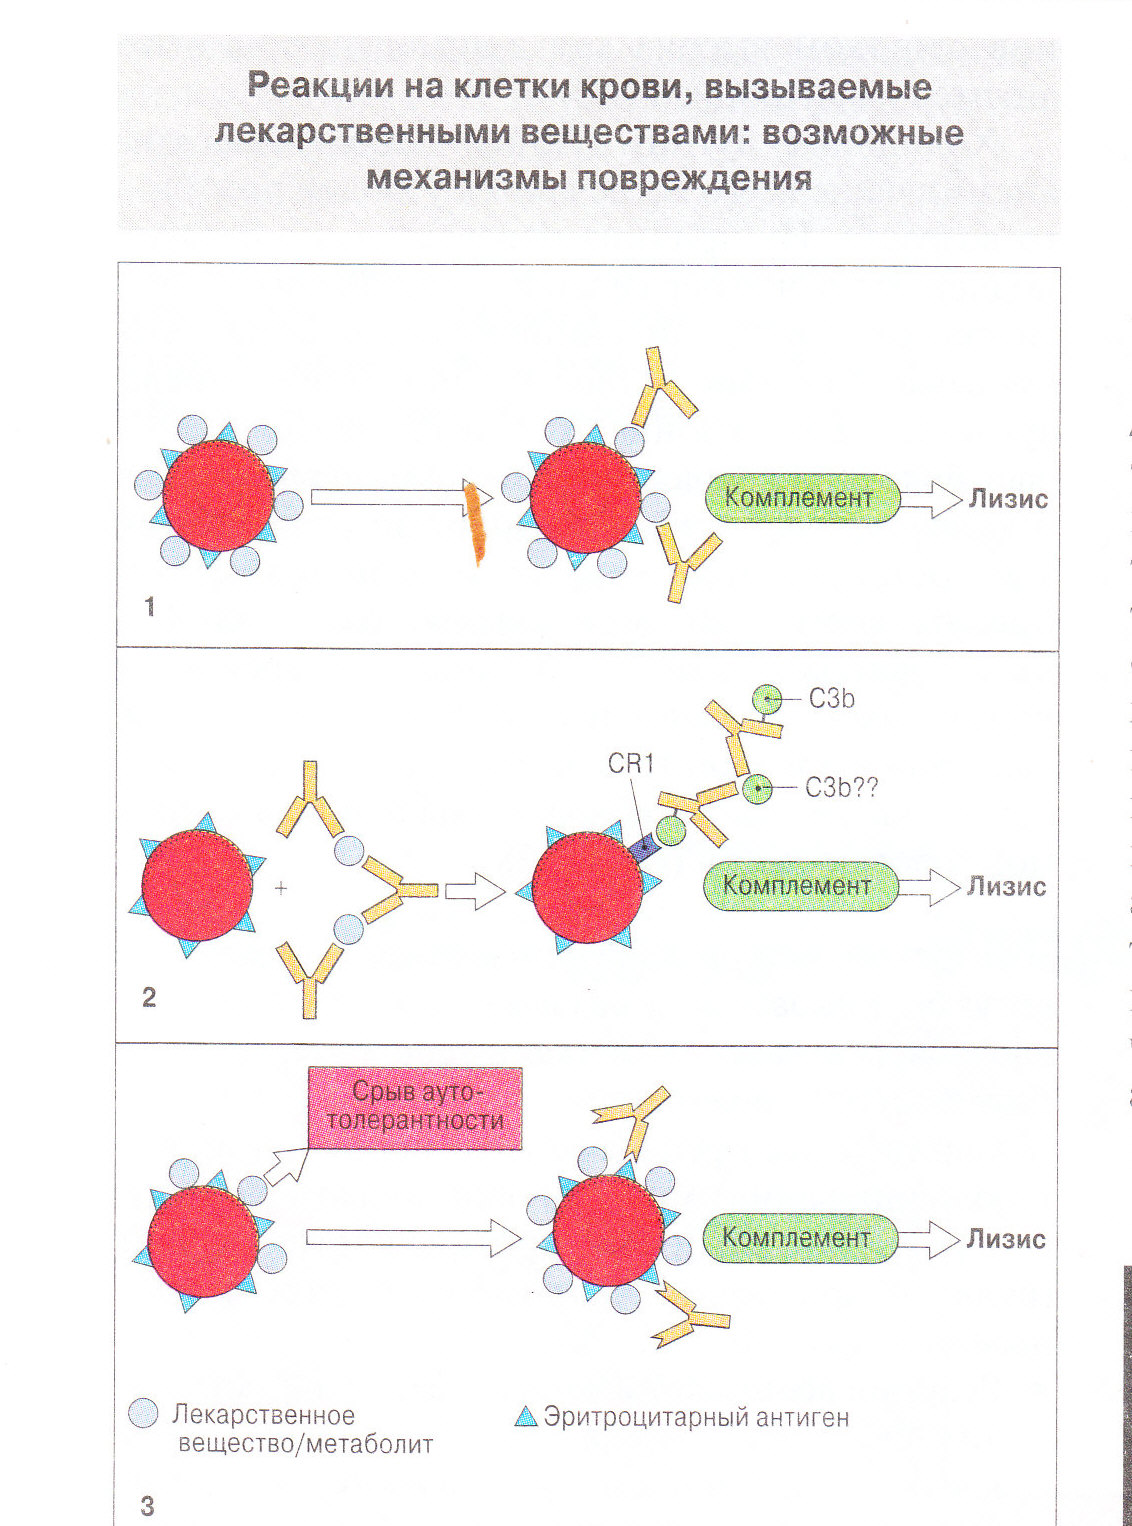 Реакции на клетки крови, вызываемые
лекарственными веществами: возможные
механизмы повреждения
Комплемент
Лизис
1
C3b
CR1
C3b??
+
Комплемент
Лизис
2
Срыв ауто-
толерантности
Комплемент
Лизис
Лекарственное
вещество/метаболит
Эритроцитарный антиген
3